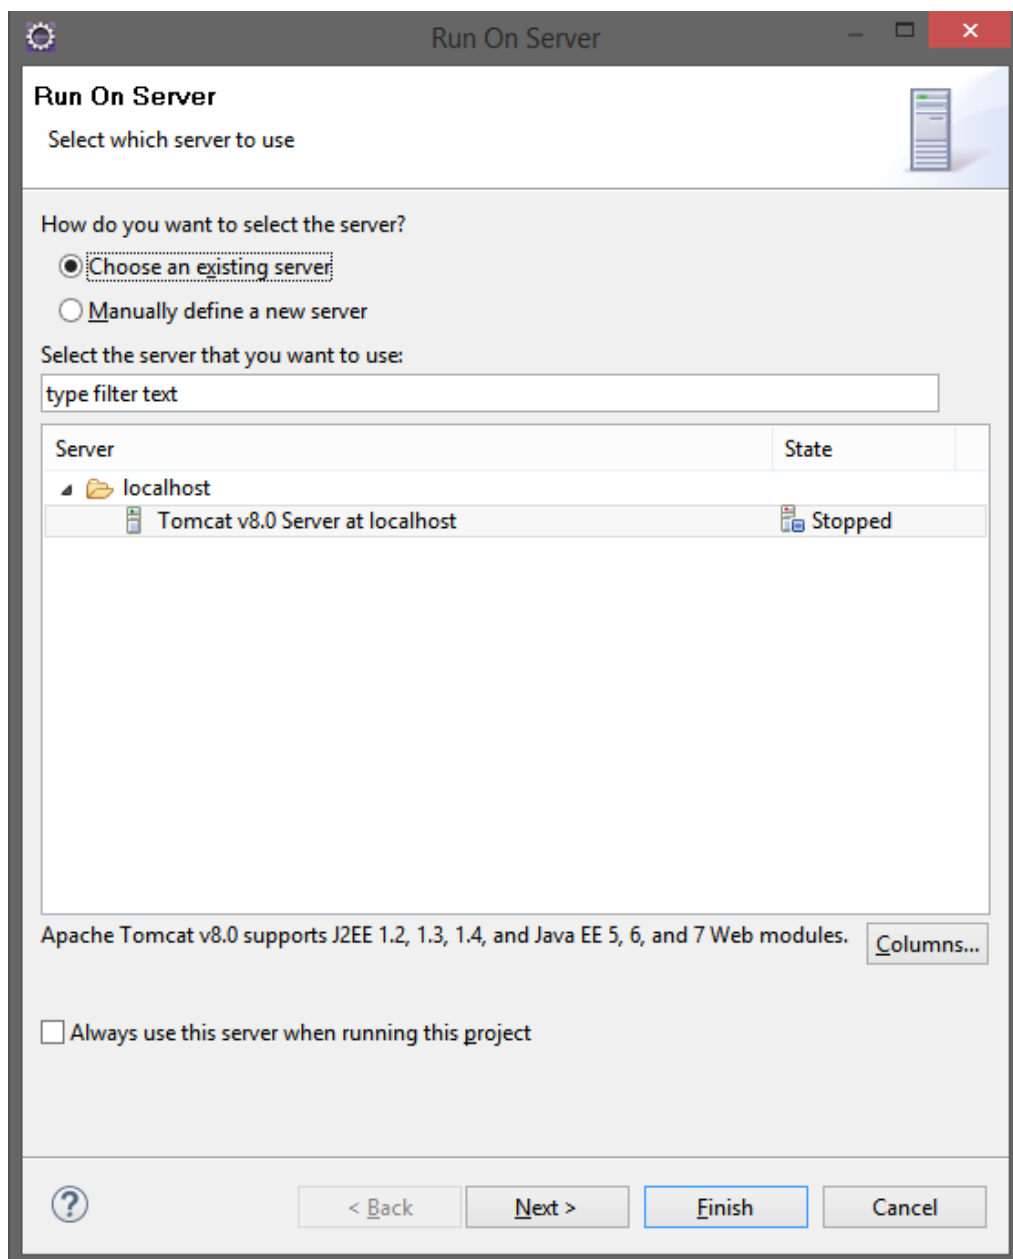 Run On Server
Run On Server
Select which server to use
How do you want to select the server?
Choose an existing server
Manually define a new server
Select the server that you want to use:
type filter text
Server State
localhost
Tomcat v8.0 Server at localhost Stopped
Apache Tomcat v8.0 supports J2EE 1.2, 1.3, 1.4, and Java EE 5, 6, and 7 Web modules.
Columns...
Always use this server when running this project
? < Back Next > Finish Cancel